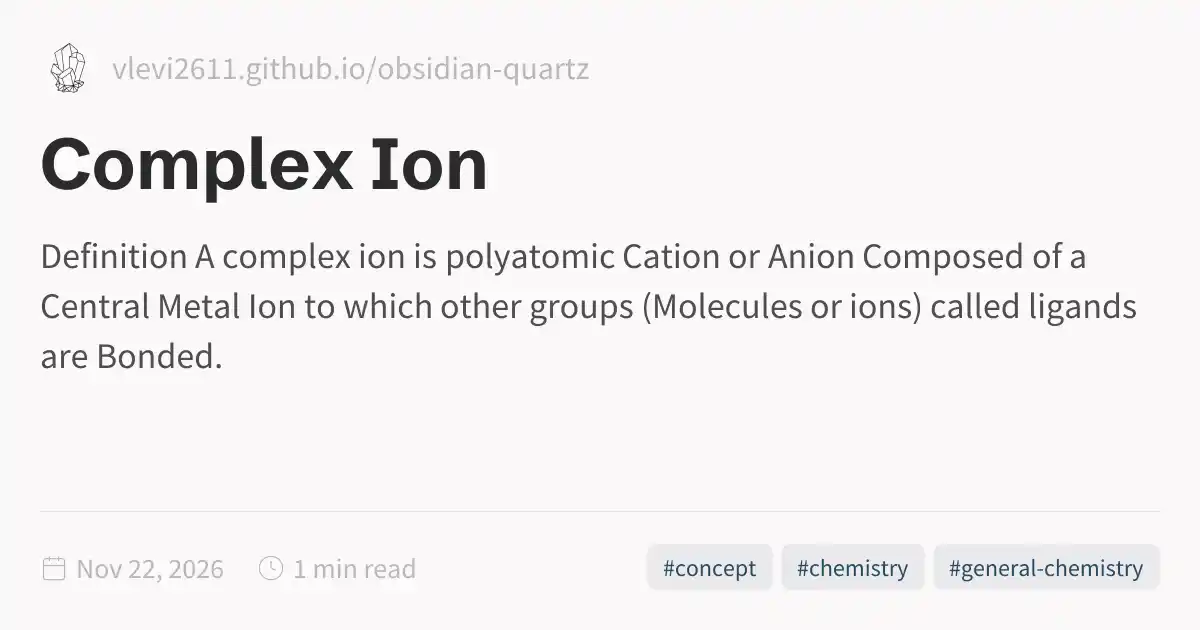 vlevi2611.github.io/obsidian-quartz
Complex Ion
Definition A complex ion is polyatomic Cation or Anion Composed of a
Central Metal Ion to which other groups (Molecules or ions) called ligands
are Bonded.
Nov 22, 2026 1 min read #concept #chemistry #general-chemistry